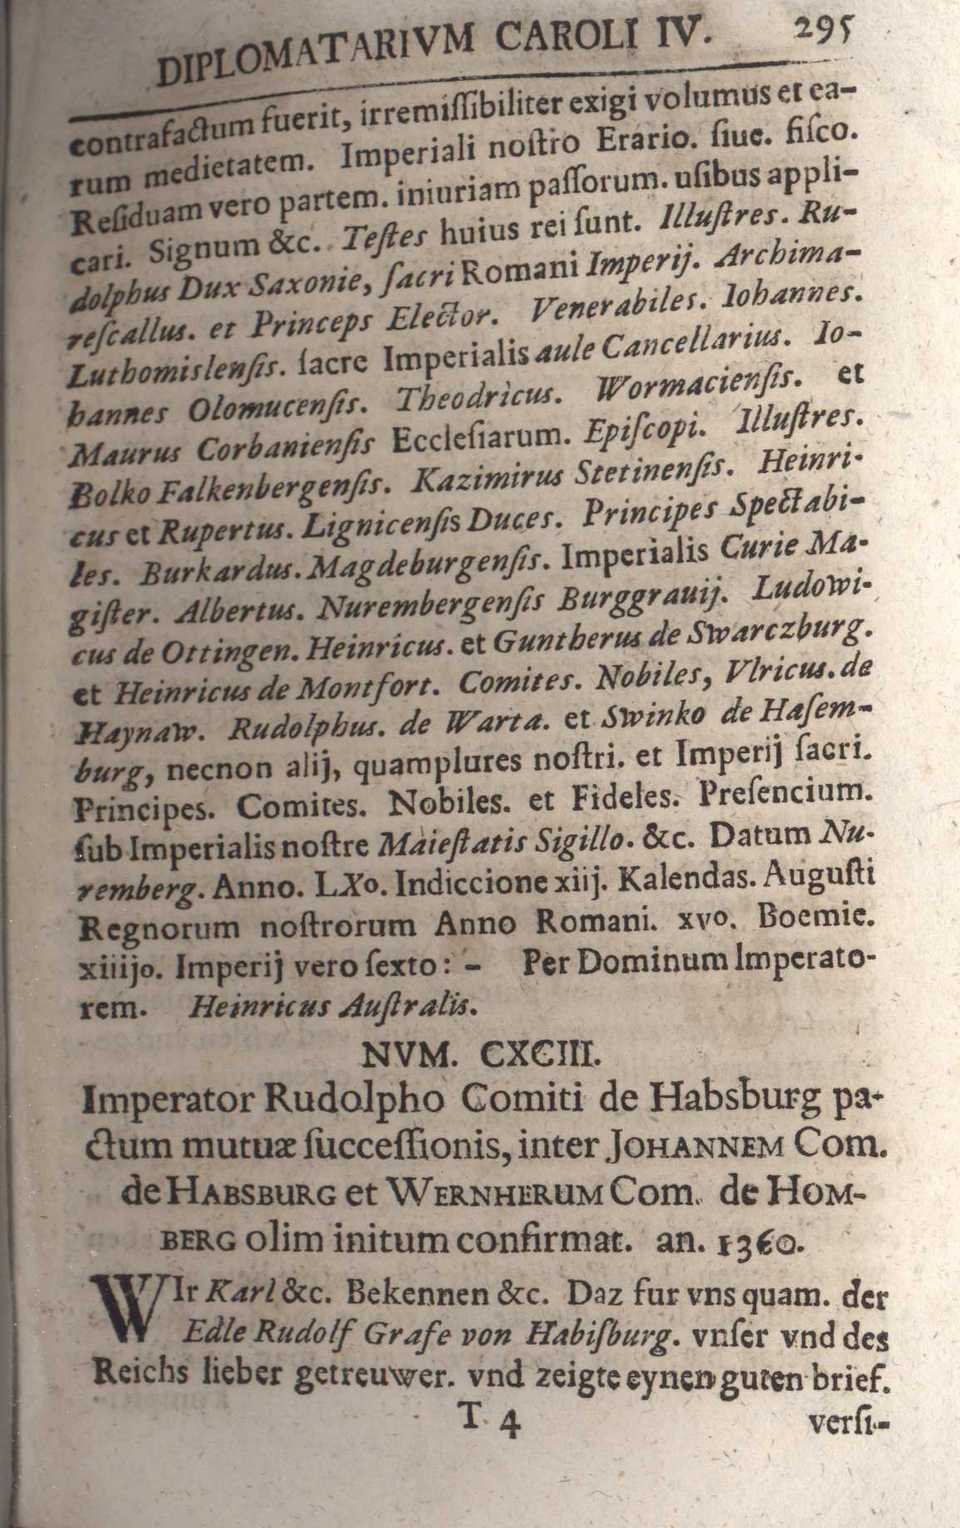 DIPLOMATARIVM CAROLI IV. 295
contrafactum fuerit, irremiſſibiliter exigi volumus et ea-
rum medietatem. Imperiali noſtro Erario. ſiue. fiſco.
Reſiduam vero partem. iniuriam paſſorum. uſibus appli-
cari. Signum &c. Teſtes huius rei ſunt. Illuſtres. Ru-
dolphus Dux Saxonie, ſacri Romani Imperij. Archima-
reſcallus. et Princeps Elector. Venerabiles. Iohannes.
Luthomislenſis. ſacre Imperialis aule Cancellarius. Io-
hannes Olomucenſis. Theodricus. Wormacienſis. et
Maurus Corbanienſis Eccleſiarum. Epiſcopi. Illuſtres.
Bolko Falkenbergenſis. Kazimirus Stetinenſis. Heinri-
cus et Rupertus. Lignicenſis Duces. Principes Spectabi-
les. Burkardus. Magdeburgenſis. Imperialis Curie Ma-
giſter. Albertus. Nurembergenſis Burggrauij. Ludowi-
cus de Ottingen. Heinricus. et Guntherus de Swarczburg.
et Heinricus de Montfort. Comites. Nobiles, Vlricus. de
Haynaw. Rudolphus. de Warta. et Swinko de Haſem-
burg, necnon alij, quamplures noſtri. et Imperij ſacri.
Principes. Comites. Nobiles. et Fideles. Preſencium.
ſub Imperialis noſtre Maieſtatis Sigillo. &c. Datum Nu-
remberg. Anno. LXo. Indiccione xiij. Kalendas. Auguſti
Regnorum noſtrorum Anno Romani. xvo. Boemie.
xiiijo. Imperij vero ſexto: - Per Dominum Imperato-
rem. Heinricus Auſtralis.
NVM. CXCIII.
Imperator Rudolpho Comiti de Habsburg pa-
ctum mutuæ ſucceſſionis, inter JOHANNEM Com.
de HABSBURG et WERNHERUM Com. de HOM-
BERG olim initum confirmat. an. 1360.
WIr Karl &c. Bekennen &c. Daz fur vns quam. der
Edle Rudolf Grafe von Habiſburg. vnſer vnd des
Reichs lieber getreuwer. vnd zeigte eynen guten brief.
T 4 verſi-